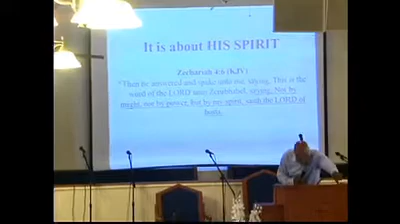 It is about HIS SPIRIT
Zechariah 4:6 (KJV)
"Then he answered and spake unto me, saying, This is the
word of the LORD unto Zerubbabel, saying, Not by
might, nor by power, but by my spirit, saith the LORD of
hosts.